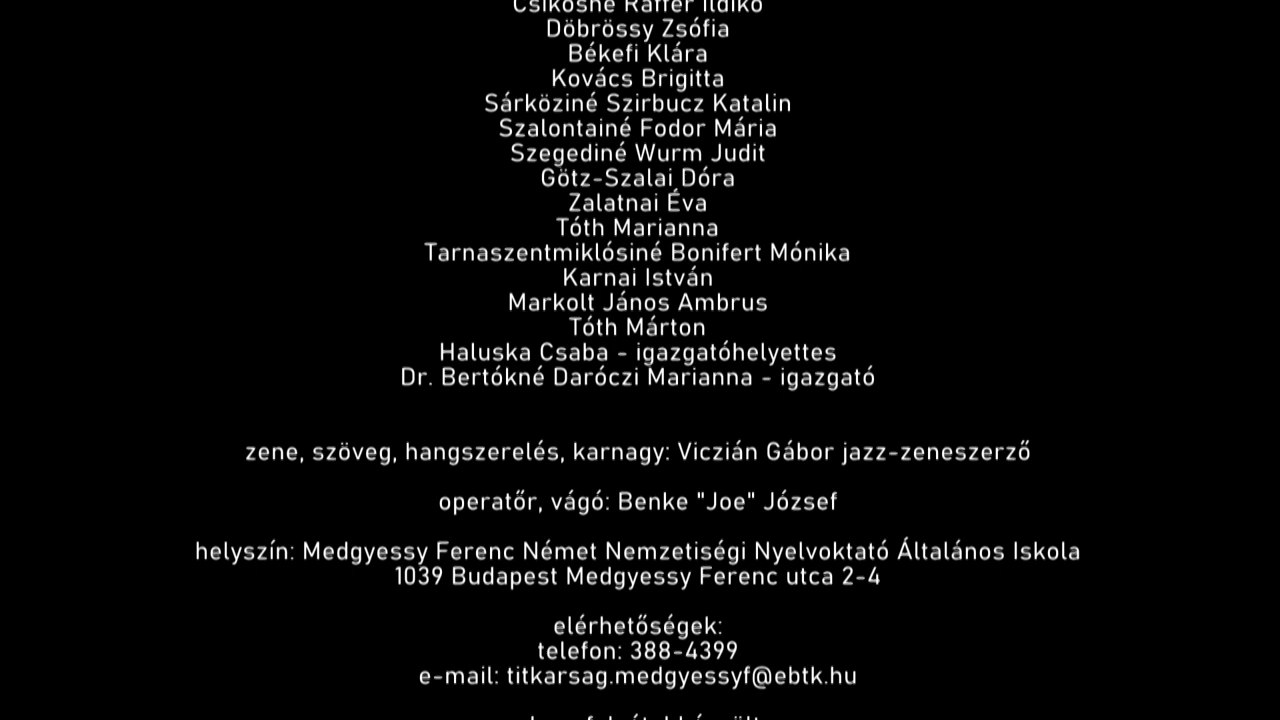 Csikósné Raffer Ildikó
Döbrössy Zsófia
Békefi Klára
Kovács Brigitta
Sárköziné Szirbucz Katalin
Szalontainé Fodor Mária
Szegediné Wurm Judit
Götz-Szalai Dóra
Zalatnai Éva
Tóth Marianna
Tarnaszentmiklósiné Bonifert Mónika
Karnai István
Markolt János Ambrus
Tóth Márton
Haluska Csaba - igazgatóhelyettes
Dr. Bertókné Daróczi Marianna - igazgató
zene, szöveg, hangszerelés, karnagy: Viczián Gábor jazz-zeneszerző
operatőr, vágó: Benke "Joe" József
helyszín: Medgyessy Ferenc Német Nemzetiségi Nyelvoktató Általános Iskola
1039 Budapest Medgyessy Ferenc utca 2-4
elérhetőségek:
telefon: 388-4399
e-mail: titkarsag.medgyessyf@ebtk.hu